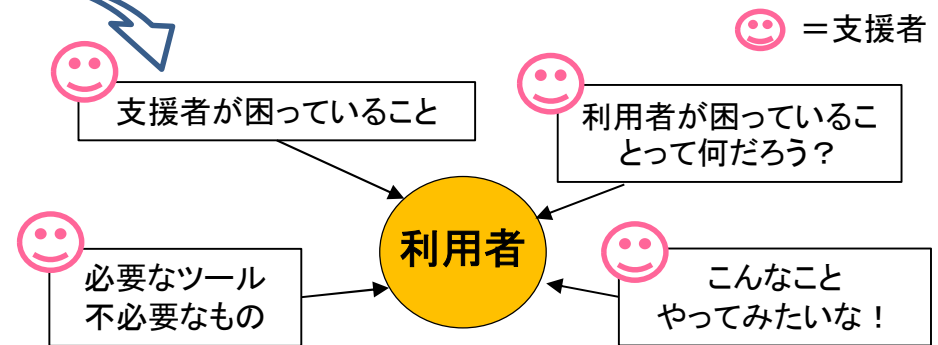 ＝支援者
支援者が困っていること
利用者が困っているこ
とって何だろう？
利用者
必要なツール
不必要なもの
こんなこと
やってみたいな！